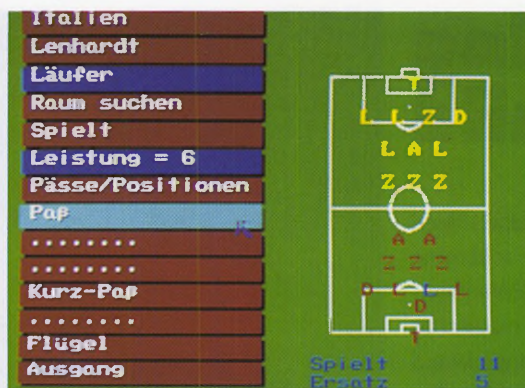 Italien
Lenhardt
Läufer
Raum suchen
Spielt
Leistung = 6
Pässe/Positionen
Paß
........
........
Kurz-Paß
........
Flügel
Ausgang
T
L L Z D
L A L
Z Z Z
A A
D L L L
D
T
Spielt 11
Ersatz 5